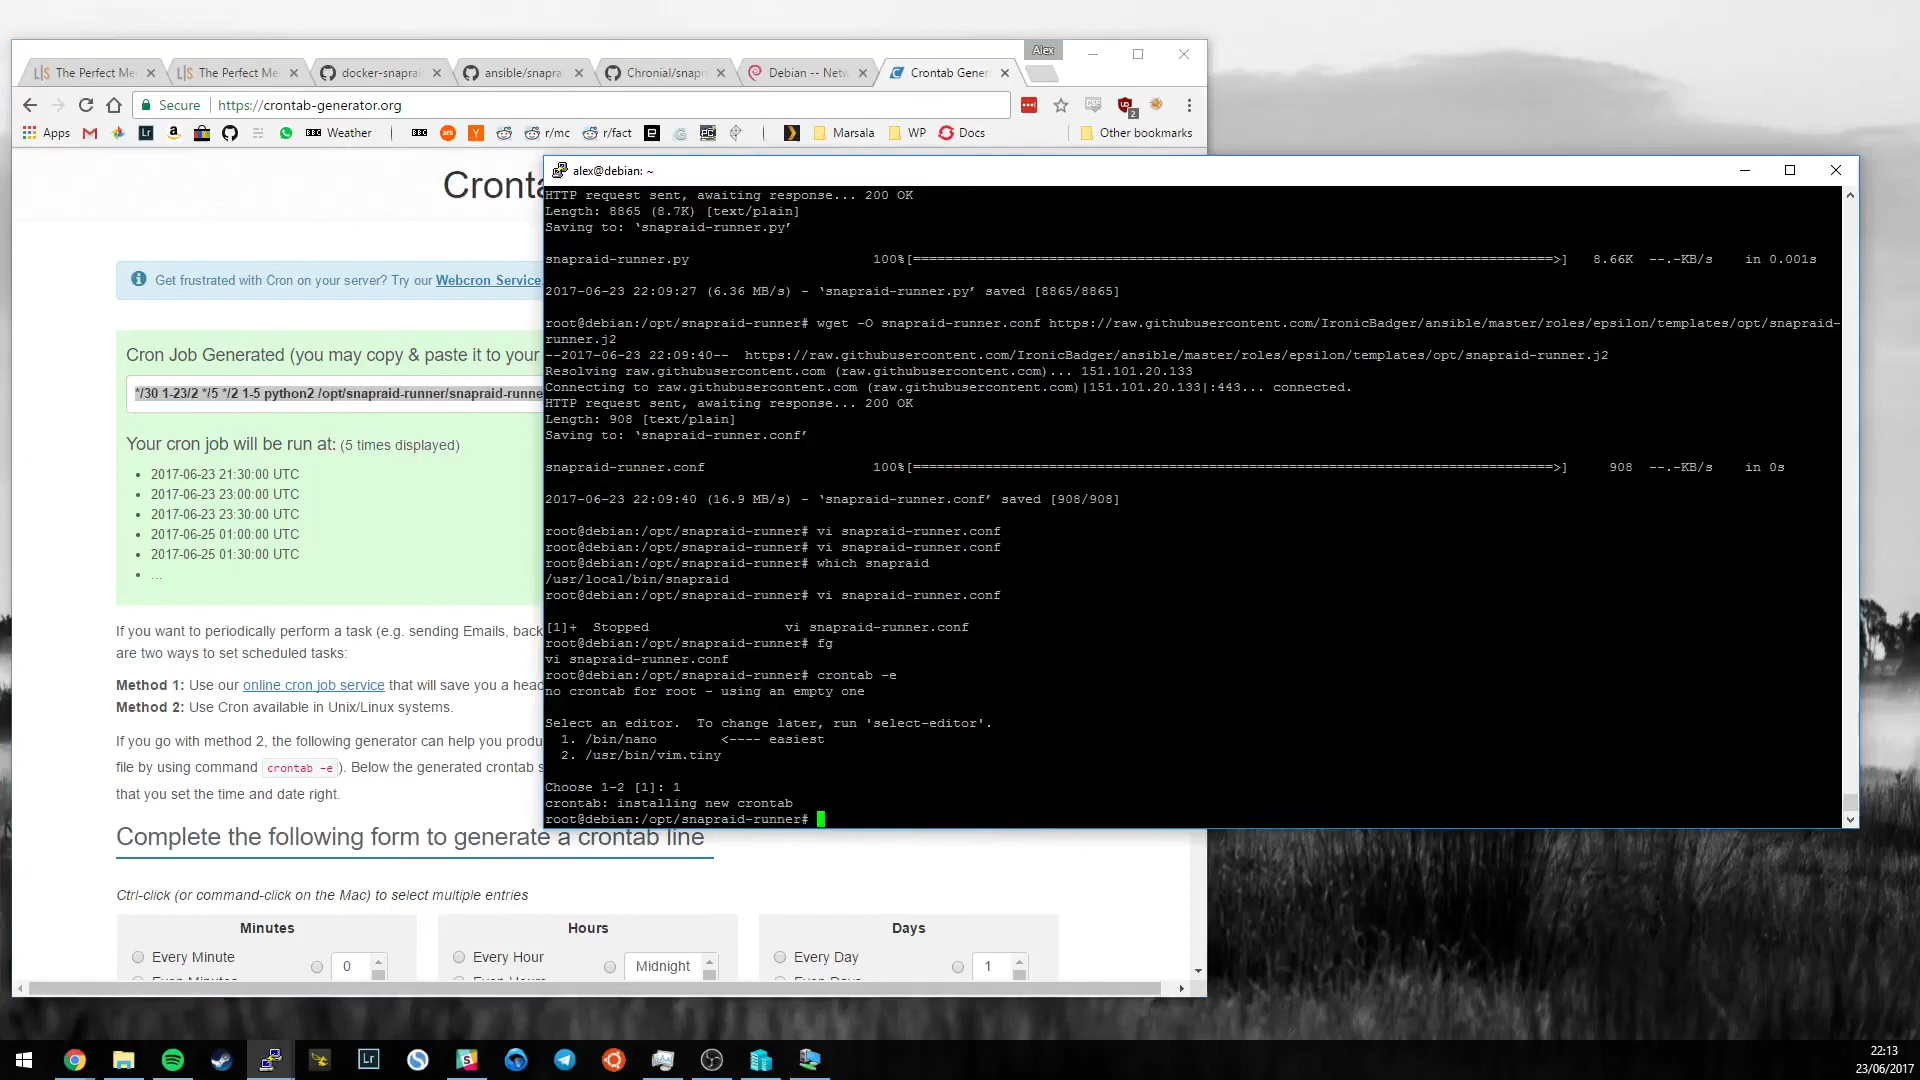 Alex
The Perfect Me
The Perfect Me
docker-snaprai
ansible/snaprai
Chronial/snapr
Debian -- Netw
Crontab Gener
Secure
https://crontab-generator.org
Apps
Lr
BBC Weather
BBC
ars
Y
r/mc
r/fact
Marsala
WP
Docs
Other bookmarks
Cronta
Get frustrated with Cron on your server? Try our Webcron Service.
Cron Job Generated (you may copy & paste it to your
*/30 1-23/2 */5 */2 1-5 python2 /opt/snapraid-runner/snapraid-runne
Your cron job will be run at: (5 times displayed)
2017-06-23 21:30:00 UTC
2017-06-23 23:00:00 UTC
2017-06-23 23:30:00 UTC
2017-06-25 01:00:00 UTC
2017-06-25 01:30:00 UTC
...
If you want to periodically perform a task (e.g. sending Emails, back
are two ways to set scheduled tasks:
Method 1: Use our online cron job service that will save you a head
Method 2: Use Cron available in Unix/Linux systems.
If you go with method 2, the following generator can help you produ
file by using command crontab -e). Below the generated crontab s
that you set the time and date right.
Complete the following form to generate a crontab line
Ctrl-click (or command-click on the Mac) to select multiple entries
Minutes
Hours
Days
Every Minute
0
Every Hour
Midnight
Every Day
1
Even Minutes
Even Hours
Even Days
alex@debian: ~
HTTP request sent, awaiting response... 200 OK
Length: 8865 (8.7K) [text/plain]
Saving to: ‘snapraid-runner.py’
snapraid-runner.py 100%[================================================================================>] 8.66K --.-KB/s in 0.001s
2017-06-23 22:09:27 (6.36 MB/s) - ‘snapraid-runner.py’ saved [8865/8865]
root@debian:/opt/snapraid-runner# wget -O snapraid-runner.conf https://raw.githubusercontent.com/IronicBadger/ansible/master/roles/epsilon/templates/opt/snapraid-
runner.j2
--2017-06-23 22:09:40-- https://raw.githubusercontent.com/IronicBadger/ansible/master/roles/epsilon/templates/opt/snapraid-runner.j2
Resolving raw.githubusercontent.com (raw.githubusercontent.com)... 151.101.20.133
Connecting to raw.githubusercontent.com (raw.githubusercontent.com)|151.101.20.133|:443... connected.
HTTP request sent, awaiting response... 200 OK
Length: 908 [text/plain]
Saving to: ‘snapraid-runner.conf’
snapraid-runner.conf 100%[================================================================================>] 908 --.-KB/s in 0s
2017-06-23 22:09:40 (16.9 MB/s) - ‘snapraid-runner.conf’ saved [908/908]
root@debian:/opt/snapraid-runner# vi snapraid-runner.conf
root@debian:/opt/snapraid-runner# vi snapraid-runner.conf
root@debian:/opt/snapraid-runner# which snapraid
/usr/local/bin/snapraid
root@debian:/opt/snapraid-runner# vi snapraid-runner.conf
[1]+ Stopped vi snapraid-runner.conf
root@debian:/opt/snapraid-runner# fg
vi snapraid-runner.conf
root@debian:/opt/snapraid-runner# crontab -e
no crontab for root - using an empty one
Select an editor. To change later, run 'select-editor'.
1. /bin/nano <---- easiest
2. /usr/bin/vim.tiny
Choose 1-2 [1]: 1
crontab: installing new crontab
root@debian:/opt/snapraid-runner#
Lr
22:13
23/06/2017